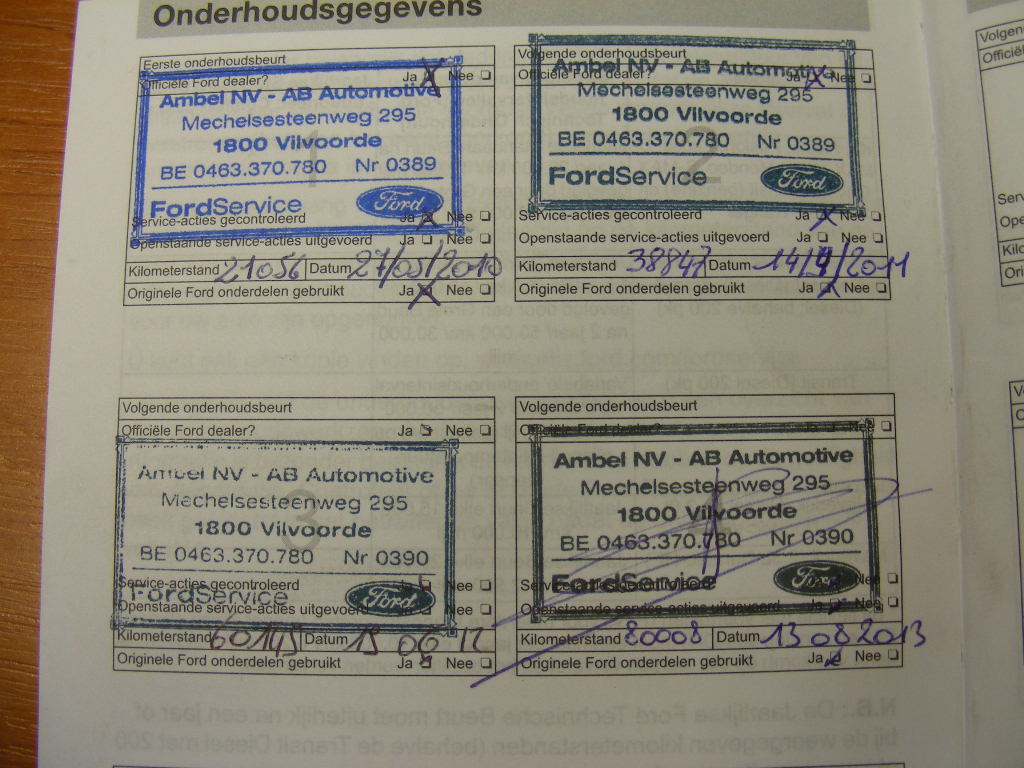 Onderhoudsgegevens
Eerste onderhoudsbeurt
Officiële Ford dealer? Ja Nee
Ambel NV - AB Automotive
Mechelsesteenweg 295
1800 Vilvoorde
BE 0463.370.780 Nr 0389
FordService Ford
Service-acties gecontroleerd Ja Nee
Openstaande service-acties uitgevoerd Ja Nee
Kilometerstand 21056 Datum 27/05/2010
Originele Ford onderdelen gebruikt Ja Nee
Volgende onderhoudsbeurt
Officiële Ford dealer? Ja Nee
Ambel NV - AB Automotive
Mechelsesteenweg 295
1800 Vilvoorde
BE 0463.370.780 Nr 0389
2
FordService Ford
Service-acties gecontroleerd Ja Nee
Openstaande service-acties uitgevoerd Ja Nee
Kilometerstand 38847 Datum 14/4/2011
Originele Ford onderdelen gebruikt Ja Nee
Volgende onderhoudsbeurt
Officiële Ford dealer? Ja Nee
Ambel NV - AB Automotive
Mechelsesteenweg 295
3
1800 Vilvoorde
BE 0463.370.780 Nr 0390
Service-acties gecontroleerd Ja Nee
FordService Ford
Openstaande service-acties uitgevoerd Ja Nee
Kilometerstand 60145 Datum 15 06 12
Originele Ford onderdelen gebruikt Ja Nee
Volgende onderhoudsbeurt
Officiële Ford dealer? Ja Nee
Ambel NV - AB Automotive
Mechelsesteenweg 295
1800 Vilvoorde
BE 0463.370.780 Nr 0390
Service-acties gecontroleerd Ja Nee
FordService Ford
Openstaande service-acties uitgevoerd Ja Nee
Kilometerstand 80008 Datum 13 08 2013
Originele Ford onderdelen gebruikt Ja Nee